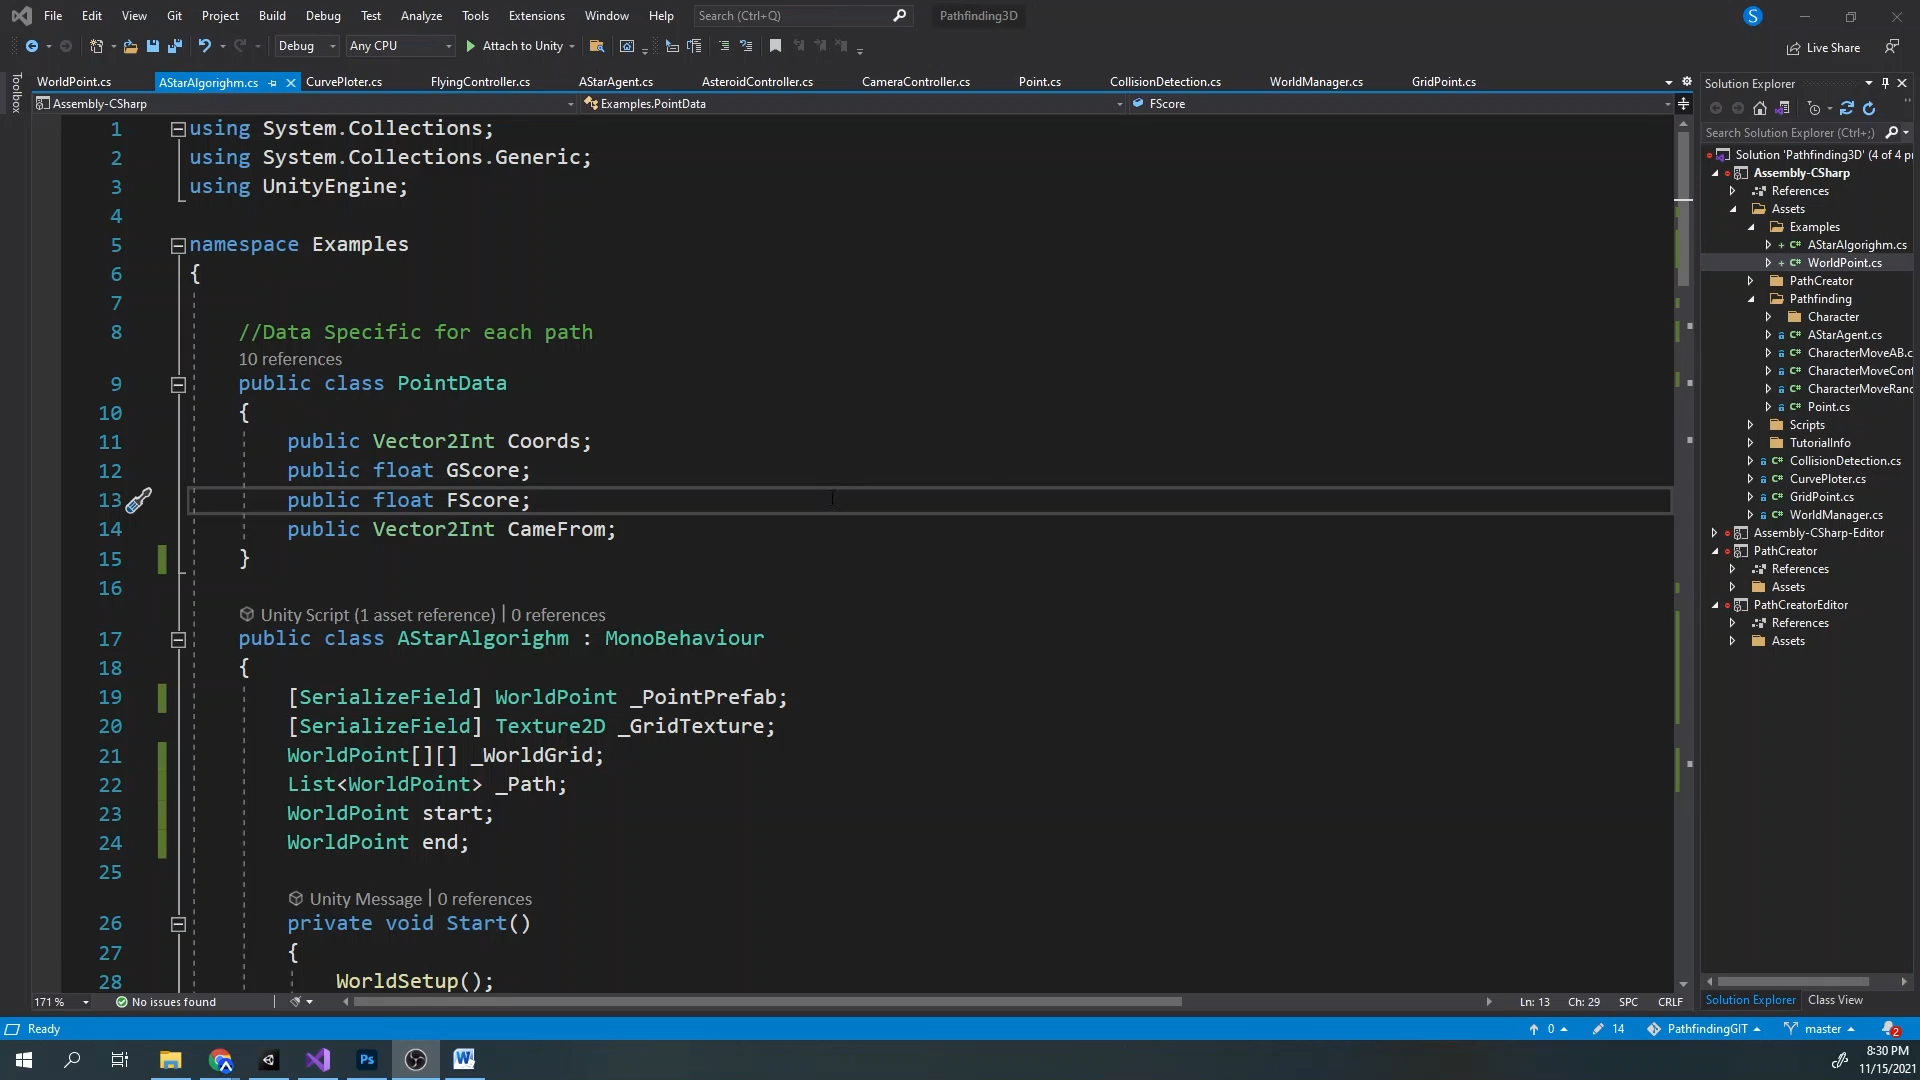 File Edit View Git Project Build Debug Test Analyze Tools Extensions Window Help Search (Ctrl+Q) Pathfinding3D S
Debug Any CPU Attach to Unity Live Share
Toolbox
WorldPoint.cs AStarAlgorighm.cs CurvePloter.cs FlyingController.cs AStarAgent.cs AsteroidController.cs CameraController.cs Point.cs CollisionDetection.cs WorldManager.cs GridPoint.cs
Assembly-CSharp Examples.PointData FScore
1 using System.Collections;
2 using System.Collections.Generic;
3 using UnityEngine;
4
5 namespace Examples
6 {
7
8 //Data Specific for each path
10 references
9 public class PointData
10 {
11 public Vector2Int Coords;
12 public float GScore;
13 public float FScore;
14 public Vector2Int CameFrom;
15 }
16
Unity Script (1 asset reference) | 0 references
17 public class AStarAlgorighm : MonoBehaviour
18 {
19 [SerializeField] WorldPoint _PointPrefab;
20 [SerializeField] Texture2D _GridTexture;
21 WorldPoint[][] _WorldGrid;
22 List<WorldPoint> _Path;
23 WorldPoint start;
24 WorldPoint end;
25
Unity Message | 0 references
26 private void Start()
27 {
28 WorldSetup();
171 % No issues found Ln: 13 Ch: 29 SPC CRLF
Solution Explorer
Search Solution Explorer (Ctrl+;)
Solution 'Pathfinding3D' (4 of 4 pr
Assembly-CSharp
References
Assets
Examples
+ C# AStarAlgorighm.cs
+ C# WorldPoint.cs
PathCreator
Pathfinding
Character
C# AStarAgent.cs
C# CharacterMoveAB.c
C# CharacterMoveCont
C# CharacterMoveRanc
C# Point.cs
Scripts
TutorialInfo
C# CollisionDetection.cs
C# CurvePloter.cs
C# GridPoint.cs
C# WorldManager.cs
Assembly-CSharp-Editor
PathCreator
References
Assets
PathCreatorEditor
References
Assets
Solution Explorer Class View
Ready 0 14 PathfindingGIT master 2
Ps W
8:30 PM
11/15/2021